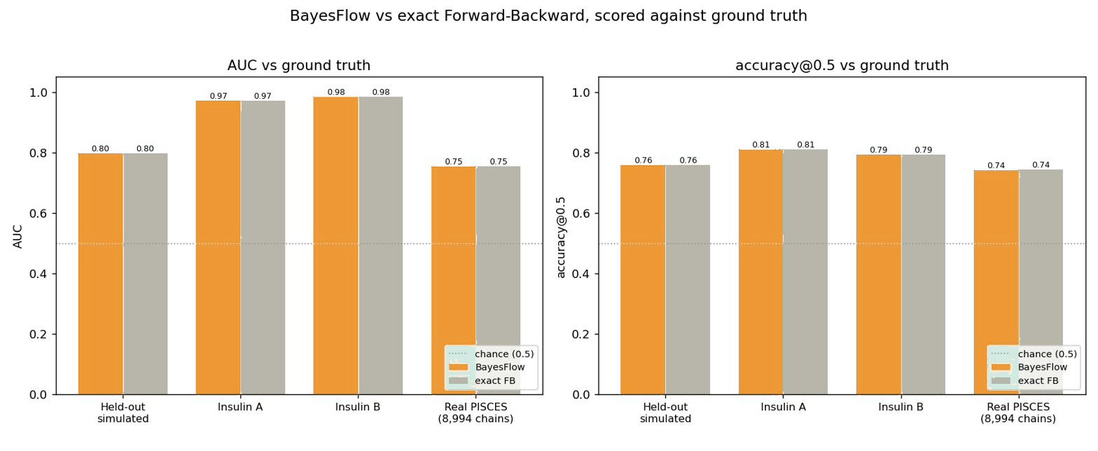 BayesFlow vs exact Forward-Backward, scored against ground truth
AUC vs ground truth
AUC
1.0
0.8
0.6
0.4
0.2
0.0
0.80
0.80
0.97
0.97
0.98
0.98
0.75
0.75
chance (0.5)
BayesFlow
exact FB
Held-out
simulated
Insulin A
Insulin B
Real PISCES
(8,994 chains)
accuracy@0.5 vs ground truth
accuracy@0.5
1.0
0.8
0.6
0.4
0.2
0.0
0.76
0.76
0.81
0.81
0.79
0.79
0.74
0.74
chance (0.5)
BayesFlow
exact FB
Held-out
simulated
Insulin A
Insulin B
Real PISCES
(8,994 chains)